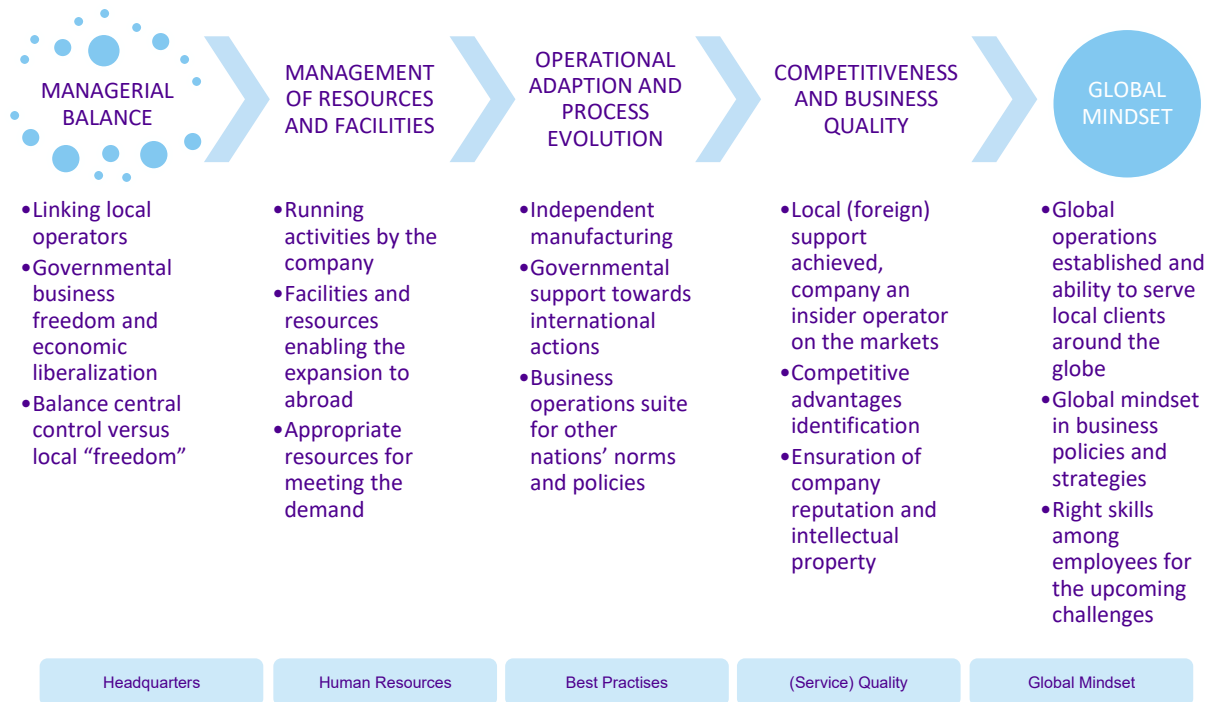 MANAGERIAL
BALANCE
MANAGEMENT
OF RESOURCES
AND FACILITIES
OPERATIONAL
ADAPTION AND
PROCESS
EVOLUTION
COMPETITIVENESS
AND BUSINESS
QUALITY
GLOBAL
MINDSET
•Linking local
operators
•Governmental
business
freedom and
economic
liberalization
•Balance central
control versus
local “freedom”
•Running
activities by the
company
•Facilities and
resources
enabling the
expansion to
abroad
•Appropriate
resources for
meeting the
demand
•Independent
manufacturing
•Governmental
support towards
international
actions
•Business
operations suite
for other
nations’ norms
and policies
•Local (foreign)
support
achieved,
company an
insider operator
on the markets
•Competitive
advantages
identification
•Ensuration of
company
reputation and
intellectual
property
•Global
operations
established and
ability to serve
local clients
around the
globe
•Global mindset
in business
policies and
strategies
•Right skills
among
employees for
the upcoming
challenges
Headquarters
Human Resources
Best Practises
(Service) Quality
Global Mindset